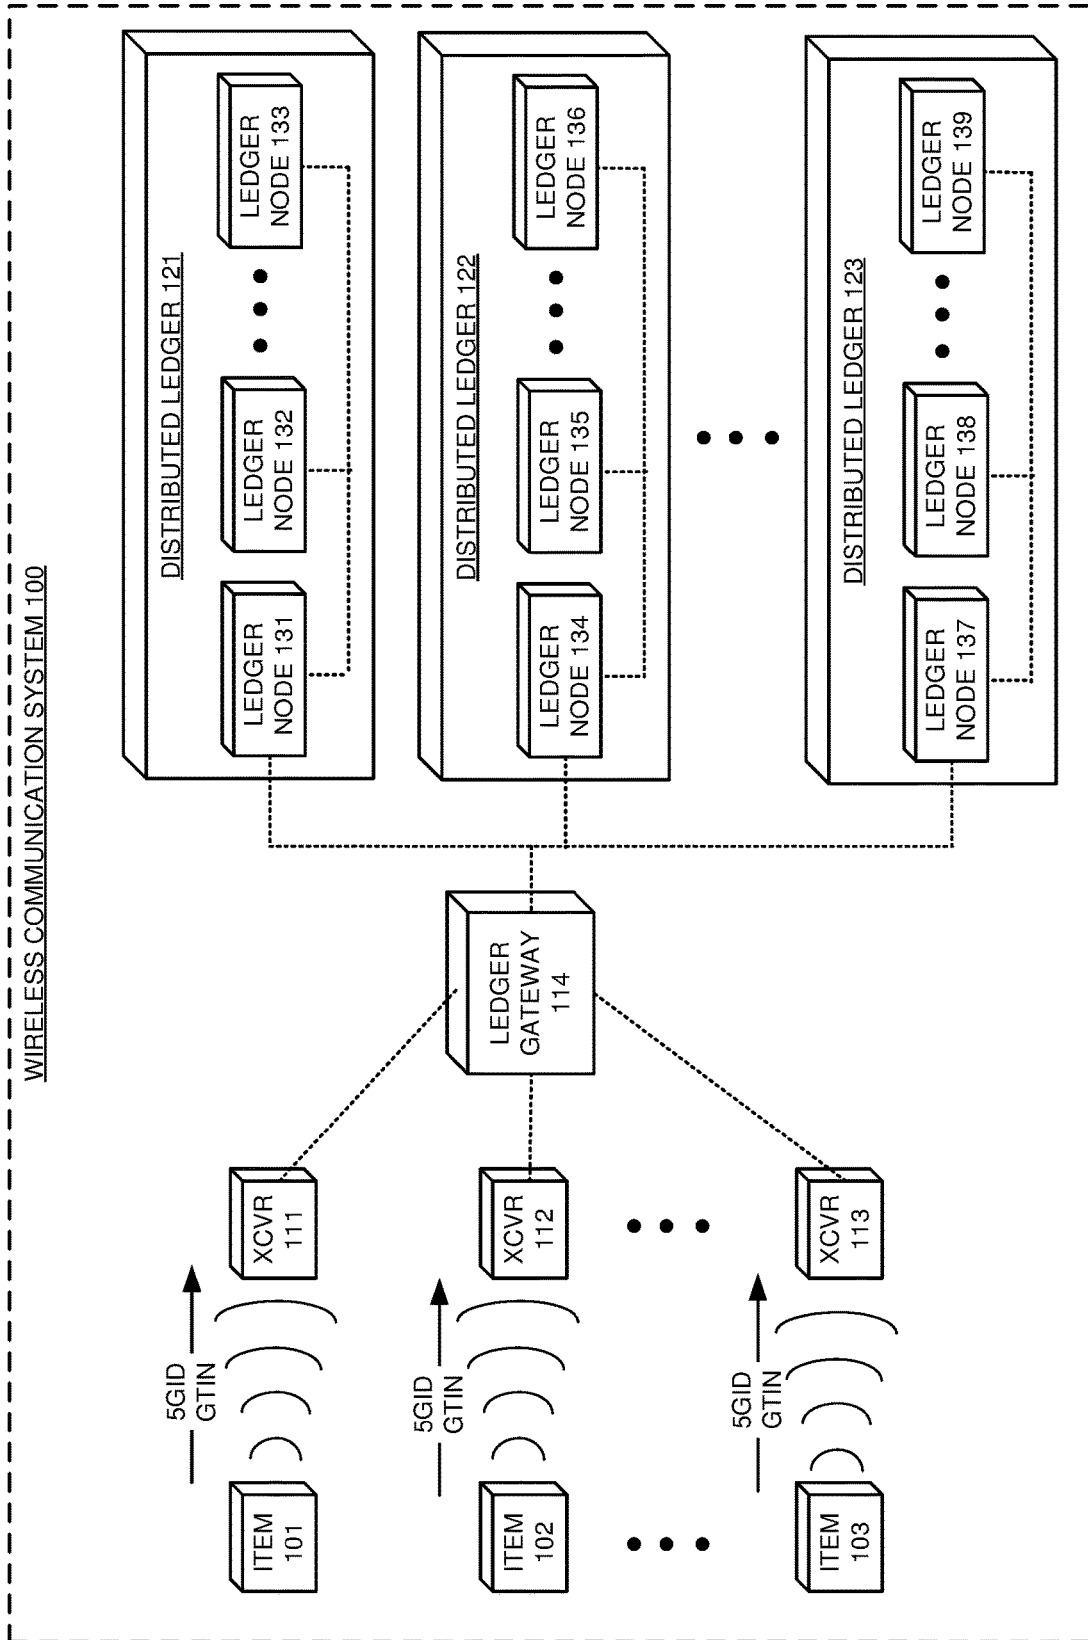 WIRELESS COMMUNICATION SYSTEM 100
ITEM
101
5GID
GTIN
XCVR
111
ITEM
102
5GID
GTIN
XCVR
112
ITEM
103
5GID
GTIN
XCVR
113
LEDGER
GATEWAY
114
DISTRIBUTED LEDGER 121
LEDGER
NODE 131
LEDGER
NODE 132
LEDGER
NODE 133
DISTRIBUTED LEDGER 122
LEDGER
NODE 134
LEDGER
NODE 135
LEDGER
NODE 136
DISTRIBUTED LEDGER 123
LEDGER
NODE 137
LEDGER
NODE 138
LEDGER
NODE 139